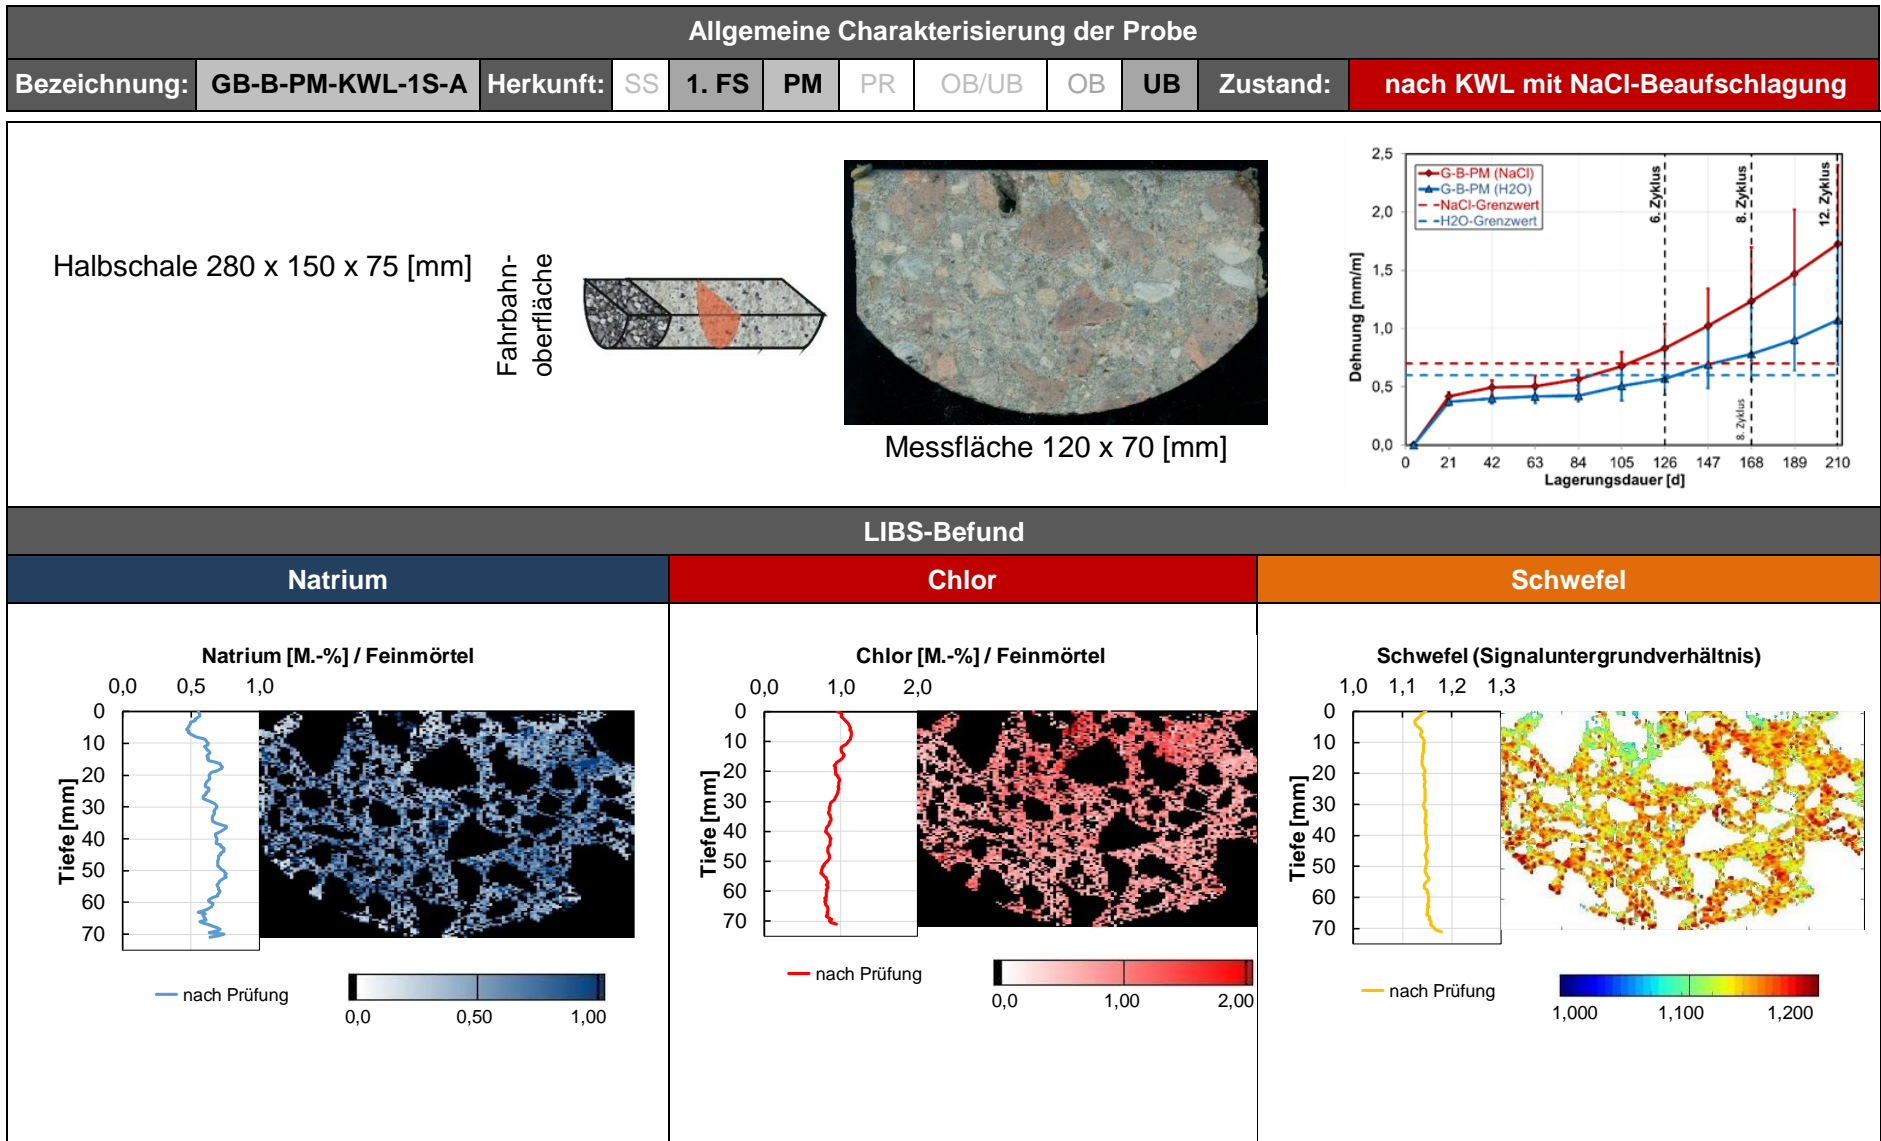 Allgemeine Charakterisierung der Probe
Bezeichnung: GB-B-PM-KWL-1S-A Herkunft: SS 1. FS PM PR OB/UB OB UB Zustand: nach KWL mit NaCl-Beaufschlagung
Halbschale 280 x 150 x 75 [mm]
Fahrbahn-
oberfläche
Messfläche 120 x 70 [mm]
2,5
2,0
1,5
1,0
0,5
0,0
Dehnung [mm/m]
G-B-PM (NaCl)
G-B-PM (H2O)
NaCl-Grenzwert
H2O-Grenzwert
6. Zyklus
8. Zyklus
12. Zyklus
8. Zyklus
0 21 42 63 84 105 126 147 168 189 210
Lagerungsdauer [d]
LIBS-Befund
Natrium Chlor Schwefel
Natrium [M.-%] / Feinmörtel
0,0 0,5 1,0
0
10
20
30
40
50
60
70
Tiefe [mm]
nach Prüfung
0,0 0,50 1,00
Chlor [M.-%] / Feinmörtel
0,0 1,0 2,0
0
10
20
30
40
50
60
70
Tiefe [mm]
nach Prüfung
0,0 1,00 2,00
Schwefel (Signaluntergrundverhältnis)
1,0 1,1 1,2 1,3
0
10
20
30
40
50
60
70
Tiefe [mm]
nach Prüfung
1,000 1,100 1,200